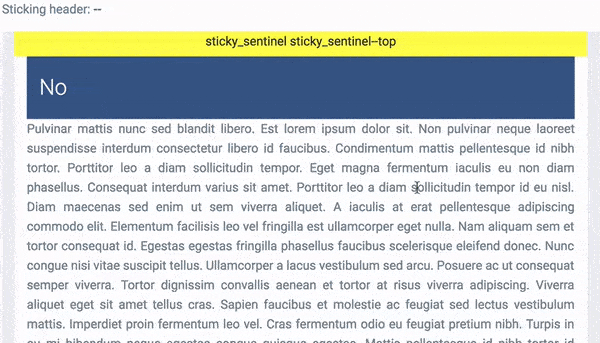 Sticking header: --
sticky_sentinel sticky_sentinel--top
No
Pulvinar mattis nunc sed blandit libero. Est lorem ipsum dolor sit. Non pulvinar neque laoreet
suspendisse interdum consectetur libero id faucibus. Condimentum mattis pellentesque id nibh
tortor. Porttitor leo a diam sollicitudin tempor. Eget magna fermentum iaculis eu non diam
phasellus. Consequat interdum varius sit amet. Porttitor leo a diam sollicitudin tempor id eu nisl.
Diam maecenas sed enim ut sem viverra aliquet. A iaculis at erat pellentesque adipiscing
commodo elit. Elementum facilisis leo vel fringilla est ullamcorper eget nulla. Nam aliquam sem et
tortor consequat id. Egestas egestas fringilla phasellus faucibus scelerisque eleifend donec. Nunc
congue nisi vitae suscipit tellus. Ullamcorper a lacus vestibulum sed arcu. Posuere ac ut consequat
semper viverra. Tortor dignissim convallis aenean et tortor at risus viverra adipiscing. Viverra
aliquet eget sit amet tellus cras. Sapien faucibus et molestie ac feugiat sed lectus vestibulum
mattis. Imperdiet proin fermentum leo vel. Cras fermentum odio eu feugiat pretium nibh. Turpis in